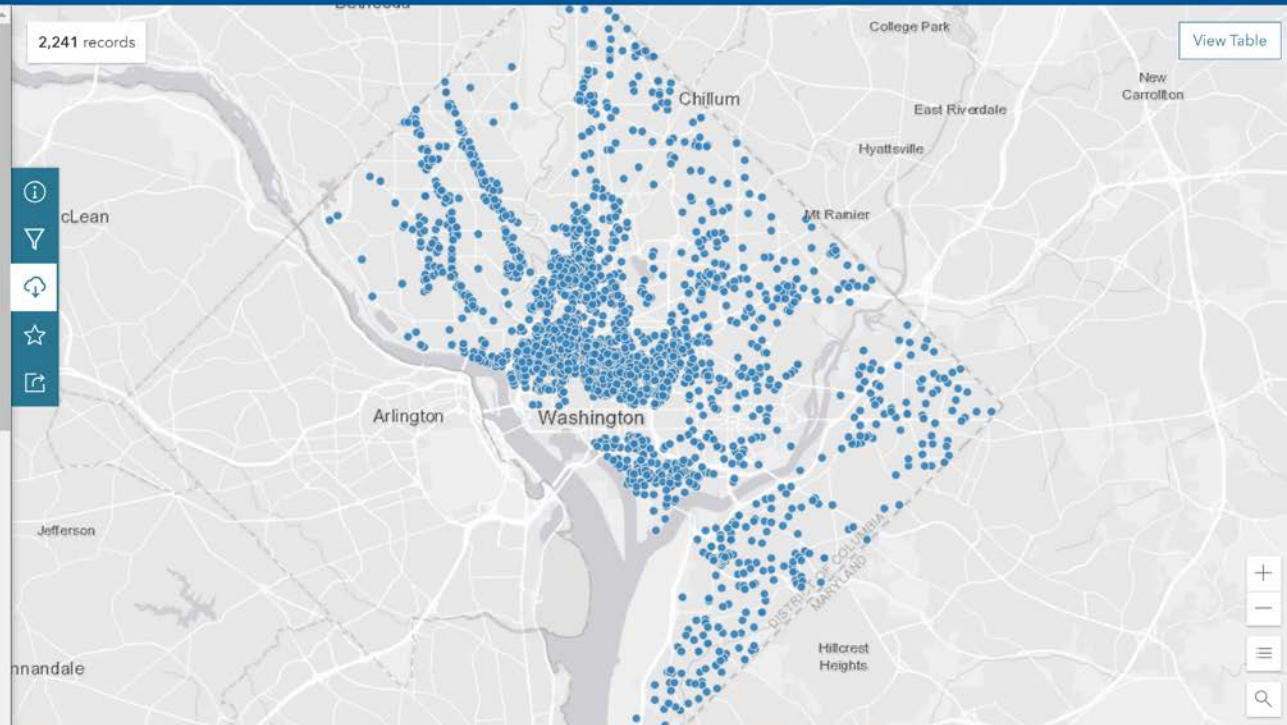 2,241 records
College Park
View Table
New
Carrollton
Chillum
East Riverdale
Hyattsville
cLean
Mt Rainier
Arlington
Washington
Jefferson
DISTRICT OF COLUMBIA
MARYLAND
Hillcrest
Heights
nnandale